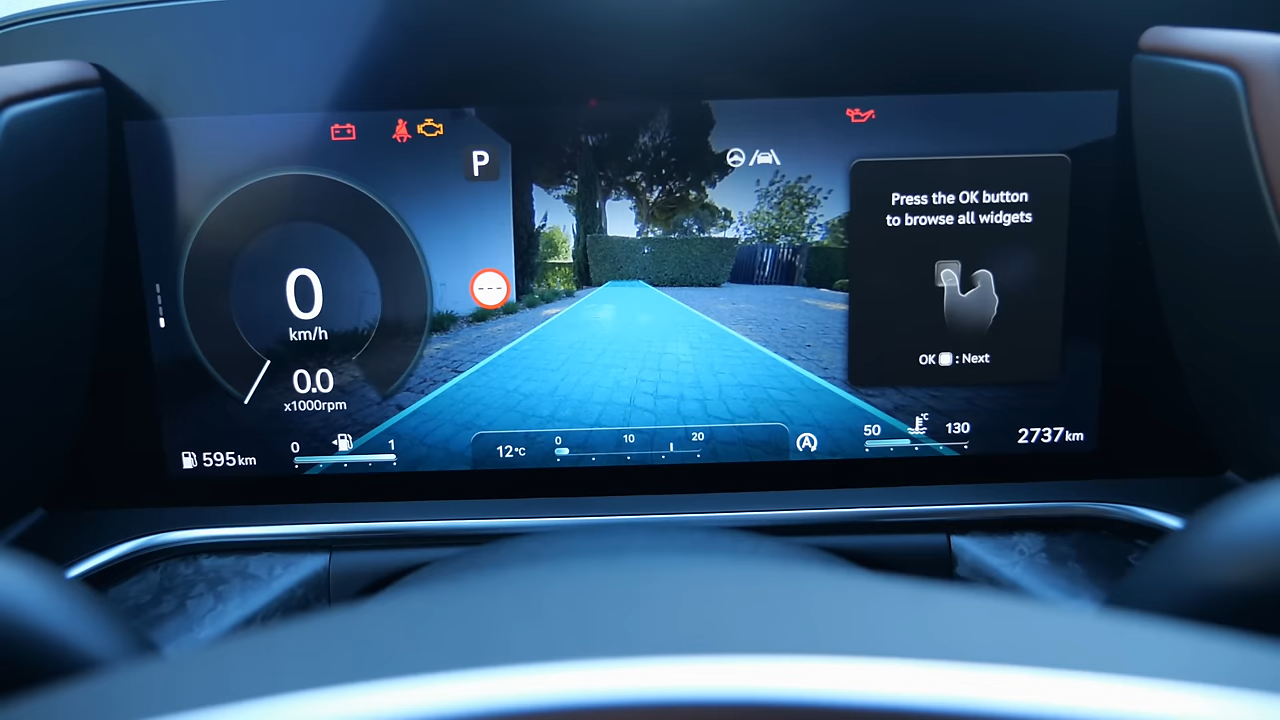 P
Press the OK button
to browse all widgets
0
km/h
---
OK : Next
0.0
x1000rpm
595km
0 1
12°C
0 10 20
A
50 °C 130
2737km